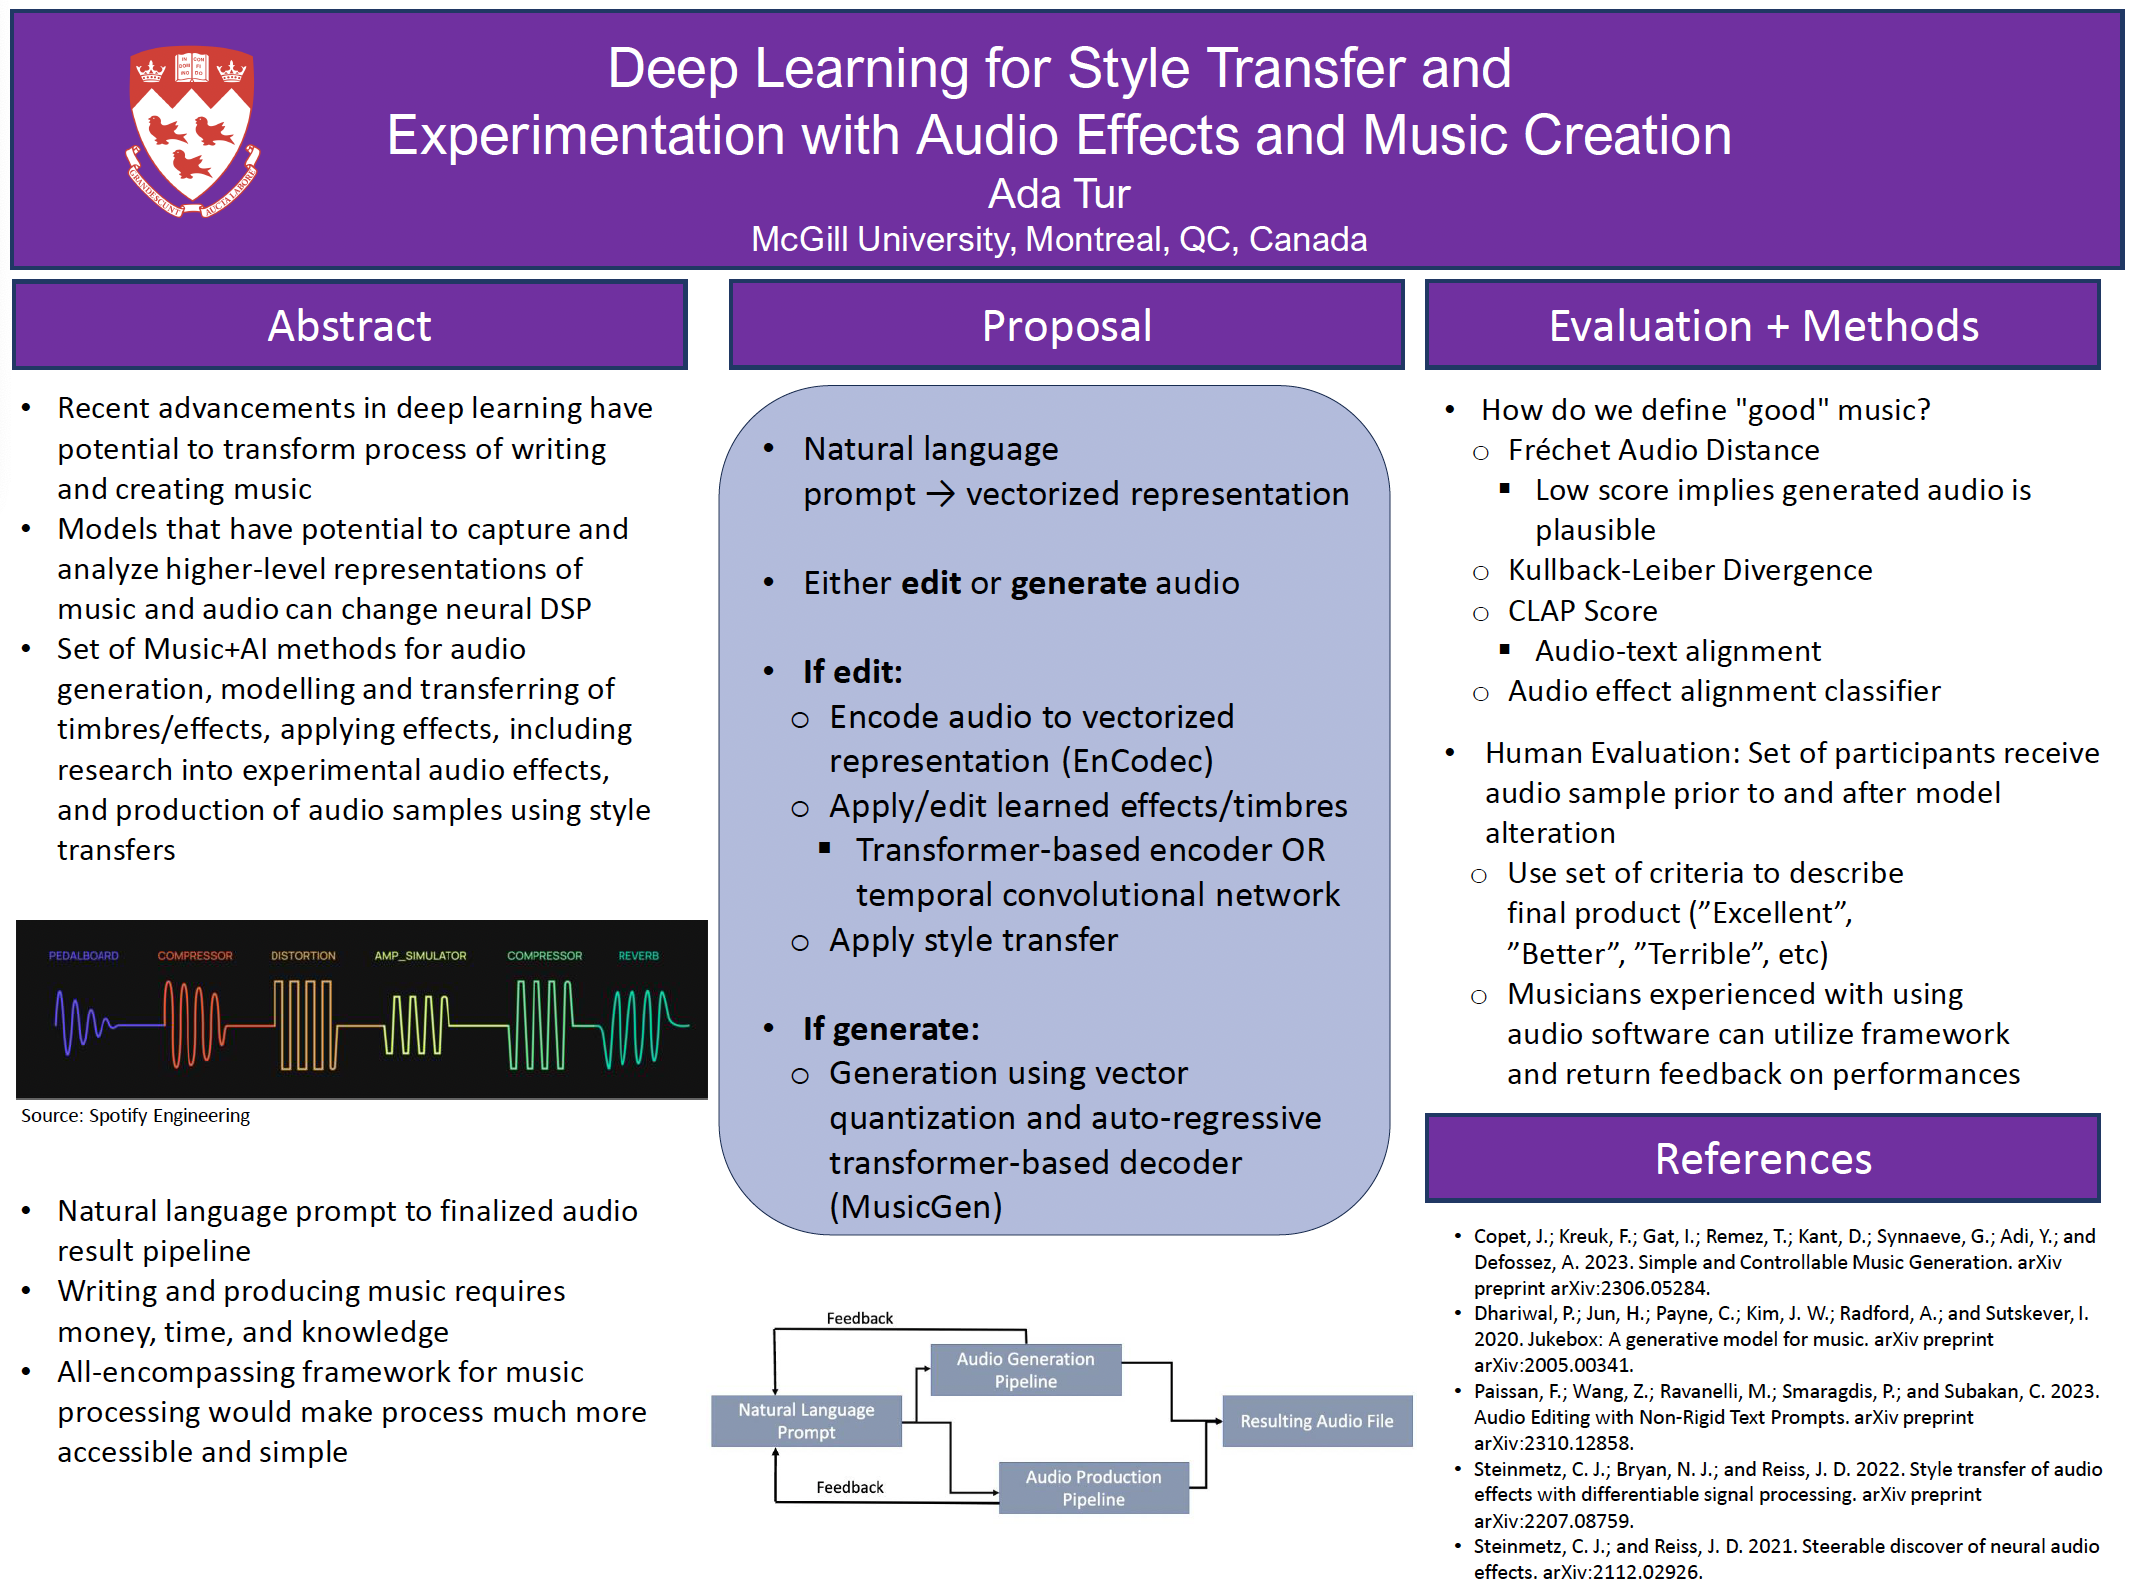 Deep Learning for Style Transfer and
Experimentation with Audio Effects and Music Creation
Ada Tur
McGill University, Montreal, QC, Canada
IN DOM INO
CON FI DO
GRANDESCUNT
AUCTA LABORE
Abstract
• Recent advancements in deep learning have
potential to transform process of writing
and creating music
• Models that have potential to capture and
analyze higher-level representations of
music and audio can change neural DSP
• Set of Music+AI methods for audio
generation, modelling and transferring of
timbres/effects, applying effects, including
research into experimental audio effects,
and production of audio samples using style
transfers
PEDALBOARD COMPRESSOR DISTORTION AMP_SIMULATOR COMPRESSOR REVERB
Source: Spotify Engineering
• Natural language prompt to finalized audio
result pipeline
• Writing and producing music requires
money, time, and knowledge
• All-encompassing framework for music
processing would make process much more
accessible and simple
Proposal
• Natural language
prompt → vectorized representation
• Either edit or generate audio
• If edit:
o Encode audio to vectorized
representation (EnCodec)
o Apply/edit learned effects/timbres
▪ Transformer-based encoder OR
temporal convolutional network
o Apply style transfer
• If generate:
o Generation using vector
quantization and auto-regressive
transformer-based decoder
(MusicGen)
Feedback
Audio Generation
Pipeline
Natural Language
Prompt
Resulting Audio File
Audio Production
Pipeline
Feedback
Evaluation + Methods
• How do we define "good" music?
o Fréchet Audio Distance
▪ Low score implies generated audio is
plausible
o Kullback-Leiber Divergence
o CLAP Score
▪ Audio-text alignment
o Audio effect alignment classifier
• Human Evaluation: Set of participants receive
audio sample prior to and after model
alteration
o Use set of criteria to describe
final product (”Excellent”,
”Better”, ”Terrible”, etc)
o Musicians experienced with using
audio software can utilize framework
and return feedback on performances
References
• Copet, J.; Kreuk, F.; Gat, I.; Remez, T.; Kant, D.; Synnaeve, G.; Adi, Y.; and
Defossez, A. 2023. Simple and Controllable Music Generation. arXiv
preprint arXiv:2306.05284.
• Dhariwal, P.; Jun, H.; Payne, C.; Kim, J. W.; Radford, A.; and Sutskever, I.
2020. Jukebox: A generative model for music. arXiv preprint
arXiv:2005.00341.
• Paissan, F.; Wang, Z.; Ravanelli, M.; Smaragdis, P.; and Subakan, C. 2023.
Audio Editing with Non-Rigid Text Prompts. arXiv preprint
arXiv:2310.12858.
• Steinmetz, C. J.; Bryan, N. J.; and Reiss, J. D. 2022. Style transfer of audio
effects with differentiable signal processing. arXiv preprint
arXiv:2207.08759.
• Steinmetz, C. J.; and Reiss, J. D. 2021. Steerable discover of neural audio
effects. arXiv:2112.02926.